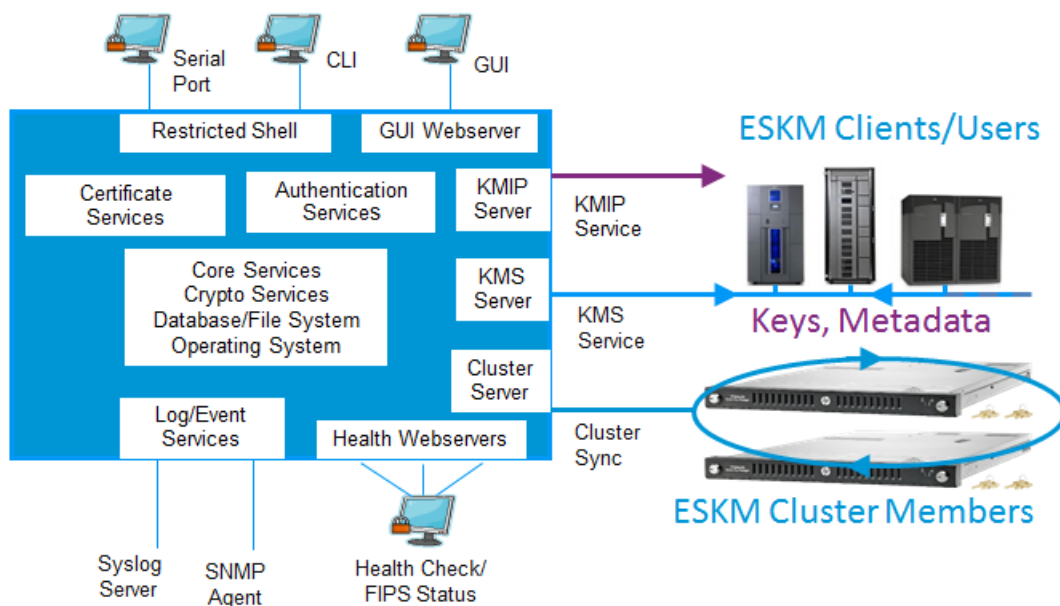 Serial
Port
CLI
GUI
Restricted Shell
GUI Webserver
ESKM Clients/Users
Certificate
Services
Authentication
Services
KMIP
Server
KMIP
Service
Core Services
Crypto Services
Database/File System
Operating System
KMS
Server
KMS
Service
Keys, Metadata
Cluster
Server
Log/Event
Services
Health Webservers
Cluster
Sync
ESKM Cluster Members
Syslog
Server
SNMP
Agent
Health Check/
FIPS Status